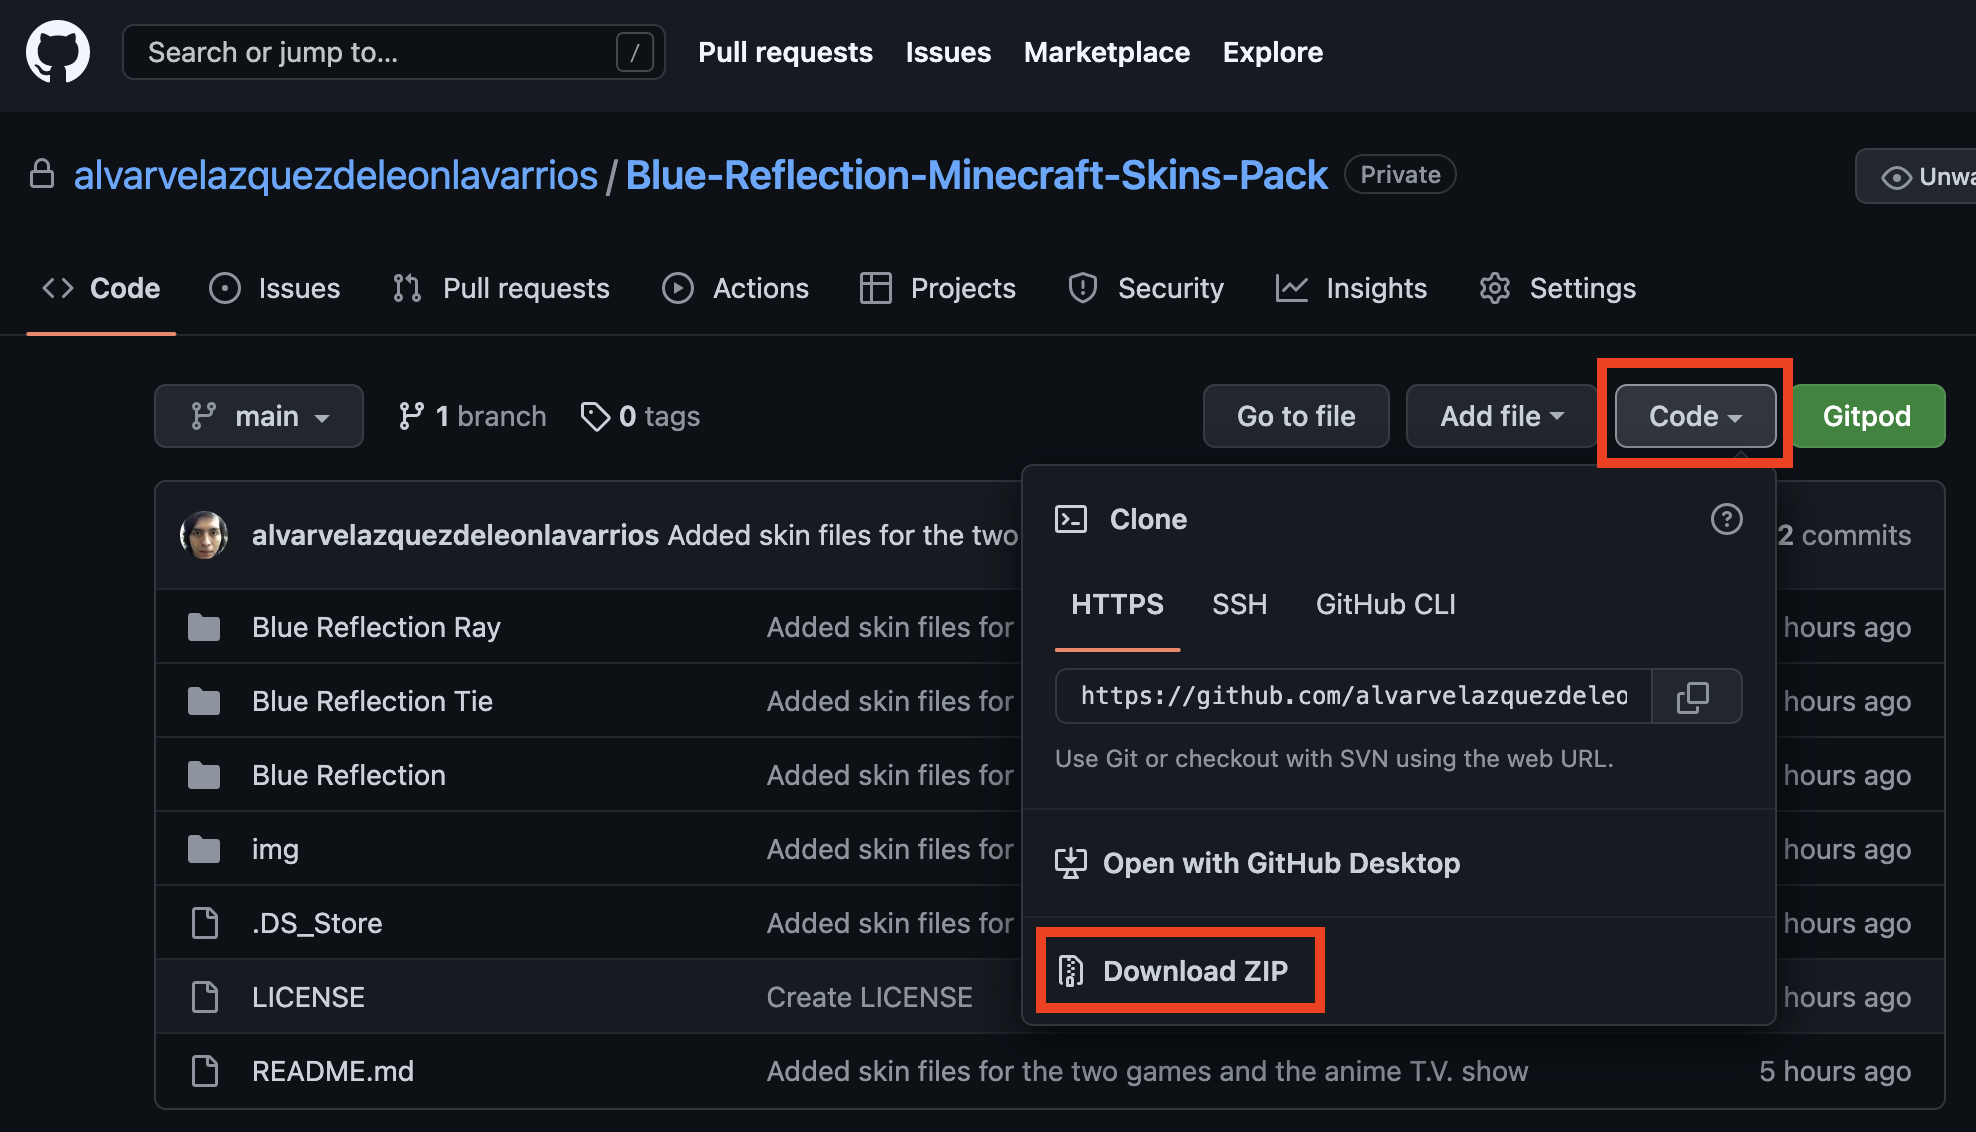 Search or jump to... /
Pull requests Issues Marketplace Explore
alvarvelazquezdeleonlavarrios / Blue-Reflection-Minecraft-Skins-Pack Private
Code Issues Pull requests Actions Projects Security Insights Settings
main 1 branch 0 tags
Go to file Add file Code Gitpod
alvarvelazquezdeleonlavarrios Added skin files for the two
2 commits
Clone
HTTPS SSH GitHub CLI
https://github.com/alvarvelazquezdeleo
Use Git or checkout with SVN using the web URL.
Open with GitHub Desktop
Download ZIP
Blue Reflection Ray Added skin files for hours ago
Blue Reflection Tie Added skin files for hours ago
Blue Reflection Added skin files for hours ago
img Added skin files for hours ago
.DS_Store Added skin files for hours ago
LICENSE Create LICENSE hours ago
README.md Added skin files for the two games and the anime T.V. show 5 hours ago